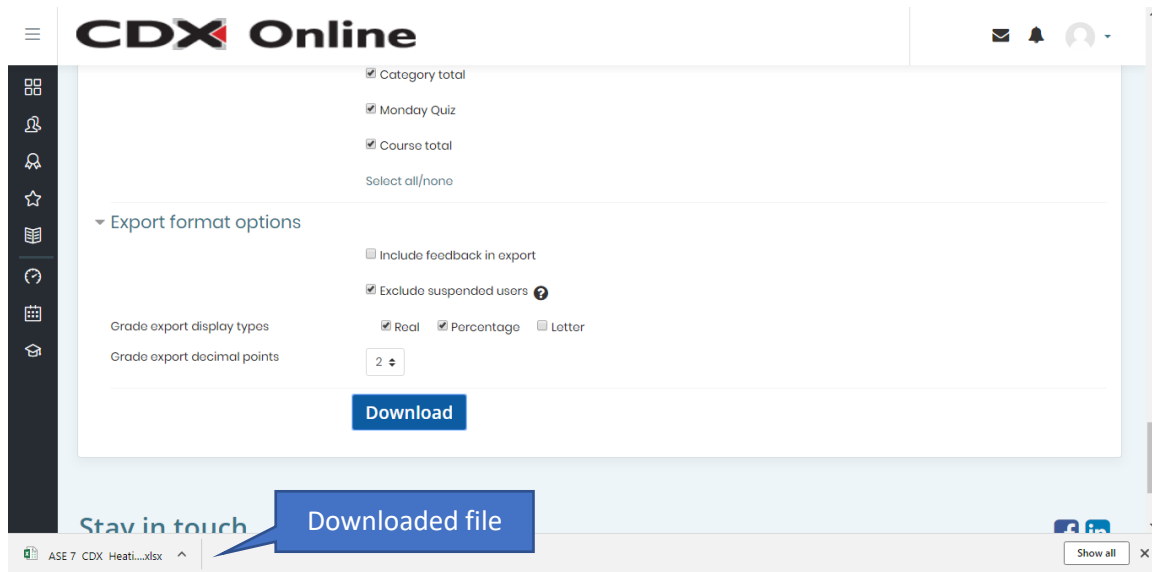 CDX Online
Category total
Monday Quiz
Course total
Select all/none
Export format options
Include feedback in export
Exclude suspended users
Grade export display types Real Percentage Letter
Grade export decimal points 2
Download
Stay in touch
Downloaded file
ASE 7 CDX Heati....xlsx
Show all